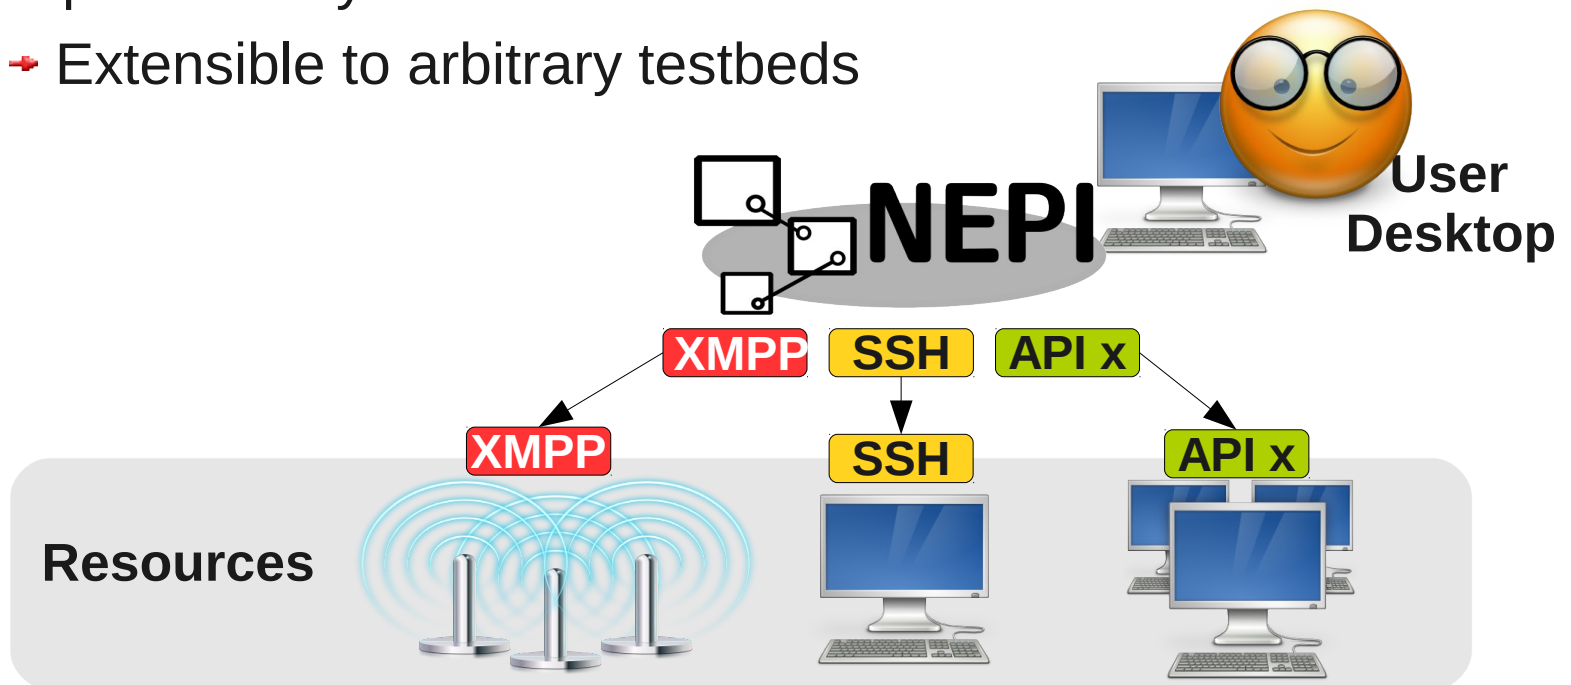 Extensible to arbitrary testbeds
NEPI
User
Desktop
XMPP SSH API x
XMPP SSH API x
Resources